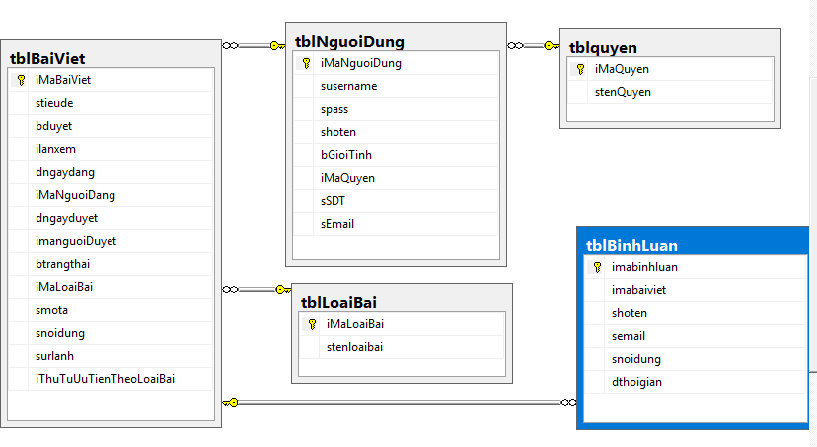 tblBaiViet
iMaBaiViet
stieude
bduyet
ilanxem
dngaydang
iMaNguoiDang
dngayduyet
imanguoiDuyet
btrangthai
iMaLoaiBai
smota
snoidung
surlanh
iThuTuUuTienTheoLoaiBai
tblNguoiDung
iMaNguoiDung
susername
spass
shoten
bGioiTinh
iMaQuyen
sSDT
sEmail
tblquyen
iMaQuyen
stenQuyen
tblLoaiBai
iMaLoaiBai
stenloaibai
tblBinhLuan
imabinhluan
imabaiviet
shoten
semail
snoidung
dthoigian